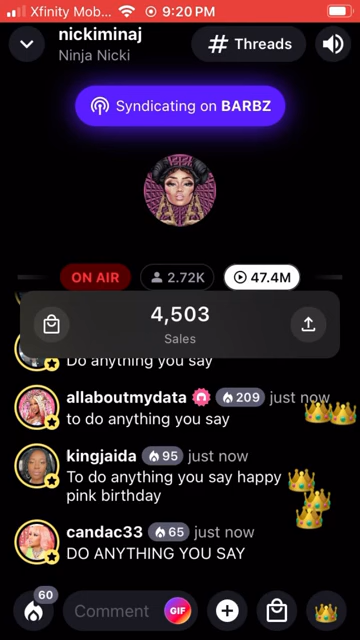 Xfinity Mob... 9:20PM
nickiminaj
Ninja Nicki
# Threads
Syndicating on BARBZ
ON AIR 2.72K 47.4M
4,503
Sales
Do anything you say
allaboutmydata 209 just now
to do anything you say
kingjaida 95 just now
To do anything you say happy
pink birthday
candac33 65 just now
DO ANYTHING YOU SAY
60
Comment GIF